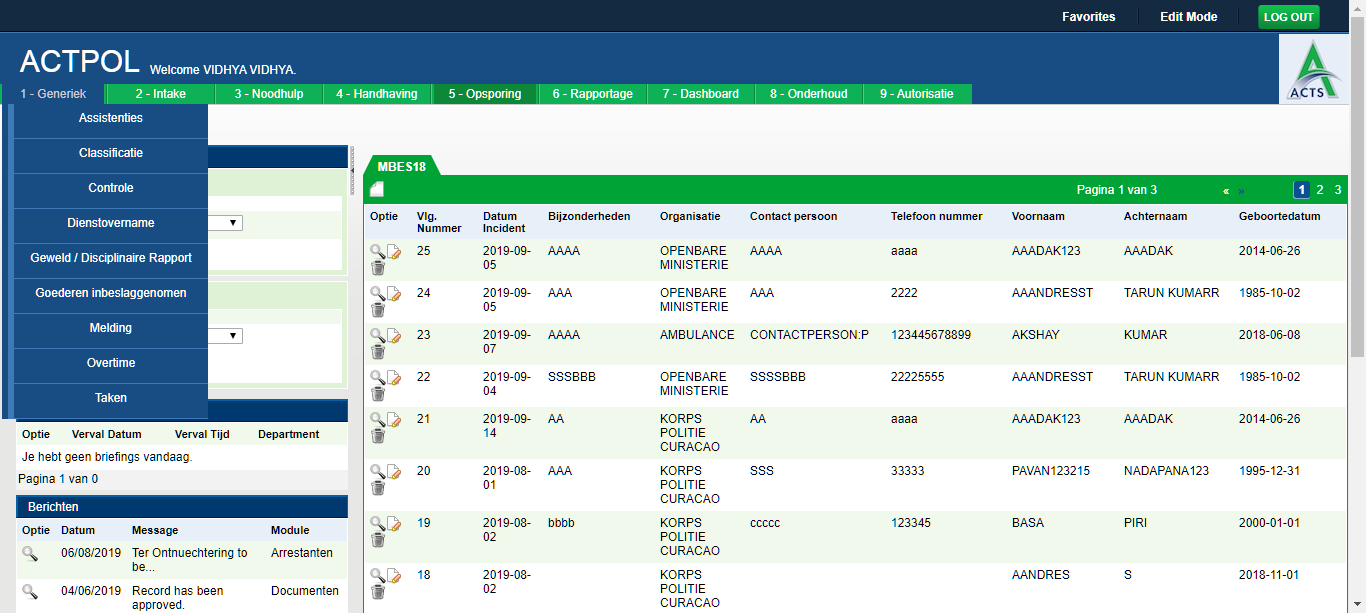 Favorites Edit Mode LOG OUT
ACTPOL Welcome VIDHYA VIDHYA.
ACTS
1 - Generiek 2 - Intake 3 - Noodhulp 4 - Handhaving 5 - Opsporing 6 - Rapportage 7 - Dashboard 8 - Onderhoud 9 - Autorisatie
Assistenties
Classificatie
Controle
Dienstovername
Geweld / Disciplinaire Rapport
Goederen inbeslaggenomen
Melding
Overtime
Taken
Optie Verval Datum Verval Tijd Department
Je hebt geen briefings vandaag.
Pagina 1 van 0
Berichten
Optie Datum Message Module
06/08/2019 Ter Ontnuechtering to Arrestanten
be...
04/06/2019 Record has been Documenten
approved.
MBES18
Pagina 1 van 3 « » 1 2 3
Optie Vlg. Datum Bijzonderheden Organisatie Contact persoon Telefoon nummer Voornaam Achternaam Geboortedatum
Nummer Incident
25 2019-09- AAAA OPENBARE AAAA aaaa AAADAK123 AAADAK 2014-06-26
05 MINISTERIE
24 2019-09- AAA OPENBARE AAA 2222 AAANDRESST TARUN KUMARR 1985-10-02
05 MINISTERIE
23 2019-09- AAAA AMBULANCE CONTACTPERSON:P 123445678899 AKSHAY KUMAR 2018-06-08
07
22 2019-09- SSSBBB OPENBARE SSSSBBB 22225555 AAANDRESST TARUN KUMARR 1985-10-02
04 MINISTERIE
21 2019-09- AA KORPS AA aaaa AAADAK123 AAADAK 2014-06-26
14 POLITIE
CURACAO
20 2019-08- AAA KORPS SSS 33333 PAVAN123215 NADAPANA123 1995-12-31
01 POLITIE
CURACAO
19 2019-08- bbbb KORPS ccccc 123345 BASA PIRI 2000-01-01
02 POLITIE
CURACAO
18 2019-08- KORPS AANDRES S 2018-11-01
02 POLITIE
CURACAO